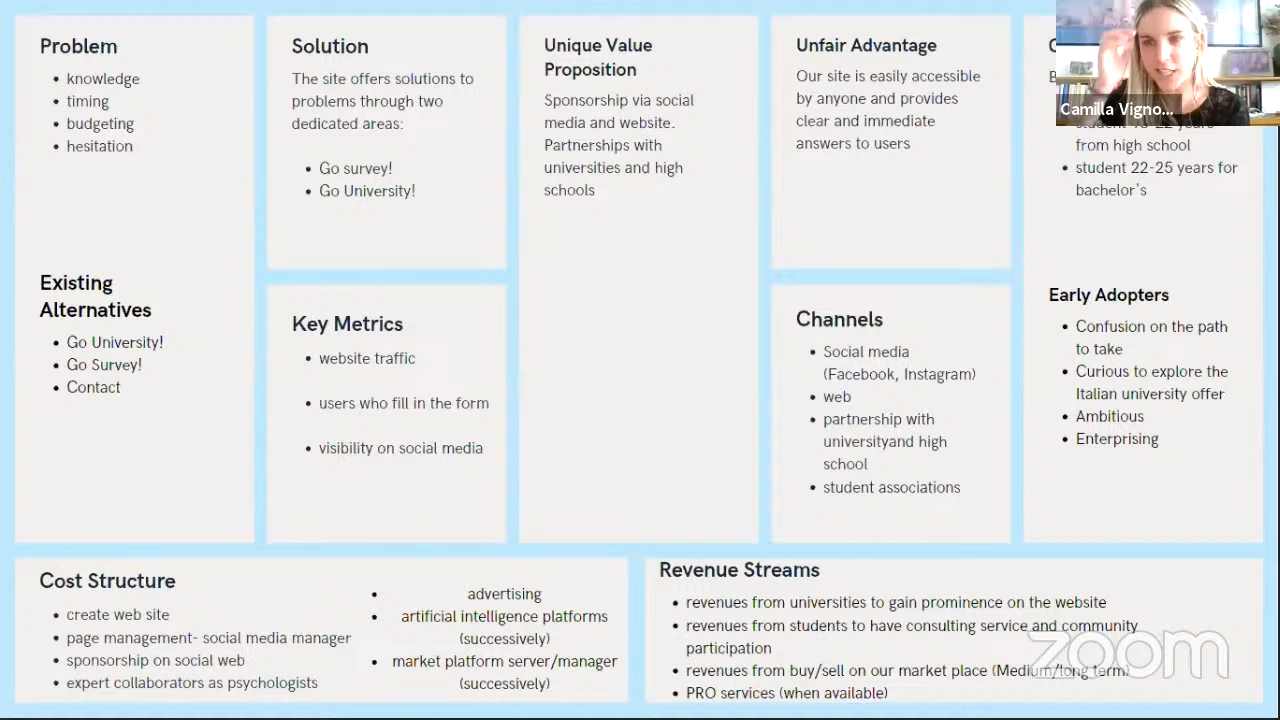 Problem
knowledge
timing
budgeting
hesitation
Existing
Alternatives
Go University!
Go Survey!
Contact
Solution
The site offers solutions to
problems through two
dedicated areas:
Go survey!
Go University!
Key Metrics
website traffic
users who fill in the form
visibility on social media
Unique Value
Proposition
Sponsorship via social
media and website.
Partnerships with
universities and high
schools
Unfair Advantage
Our site is easily accessible
by anyone and provides
clear and immediate
answers to users
Channels
Social media
(Facebook, Instagram)
web
partnership with
universityand high
school
student associations
Camilla Vigno...
from high school
student 22-25 years for
bachelor's
Early Adopters
Confusion on the path
to take
Curious to explore the
Italian university offer
Ambitious
Enterprising
Cost Structure
create web site
page management- social media manager
sponsorship on social web
expert collaborators as psychologists
advertising
artificial intelligence platforms
(successively)
market platform server/manager
(successively)
Revenue Streams
revenues from universities to gain prominence on the website
revenues from students to have consulting service and community
participation
revenues from buy/sell on our market place (Medium/long term)
PRO services (when available)
zoom